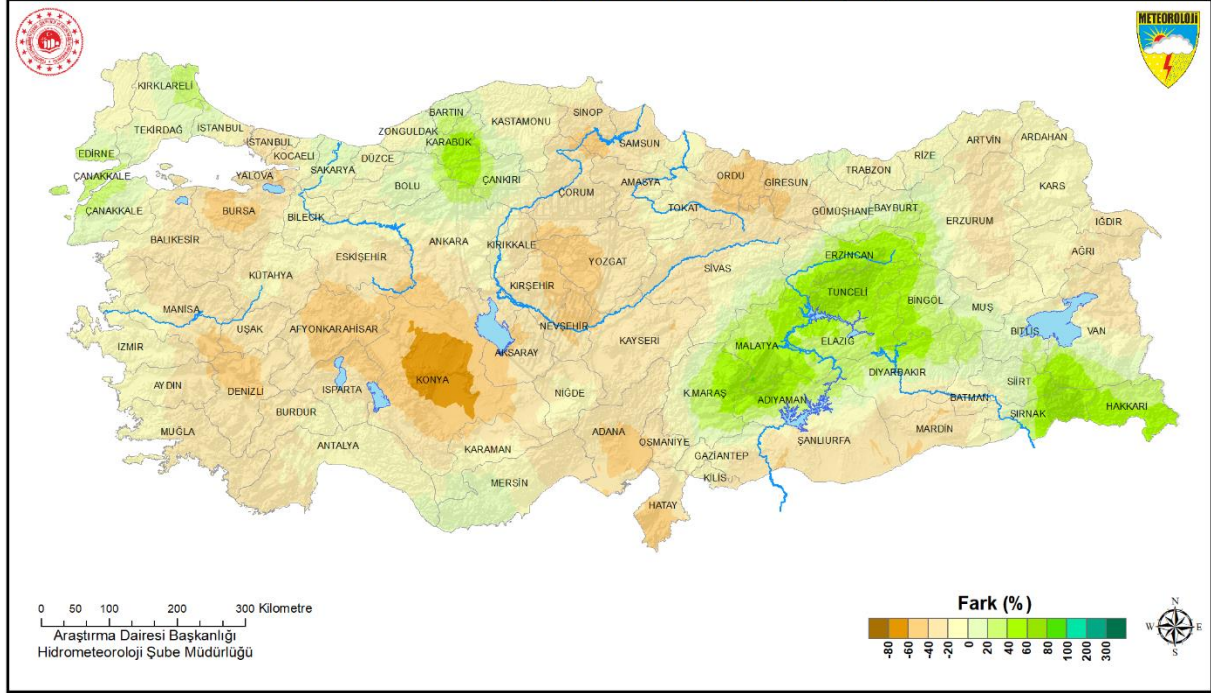 METEOROLOJİ
KIRKLARELİ
TEKİRDAĞ
İSTANBUL
EDİRNE
ÇANAKKALE
ÇANAKKALE
İSTANBUL
KOCAELİ
YALOVA
BURSA
BALIKESİR
BİLECİK
SAKARYA
DÜZCE
ZONGULDAK
BARTIN
KARABÜK
KASTAMONU
SİNOP
SAMSUN
BOLU
ÇANKIRI
ÇORUM
AMASYA
ORDU
GİRESUN
TOKAT
TRABZON
RİZE
ARTVİN
ARDAHAN
KARS
GÜMÜŞHANE
BAYBURT
ERZURUM
IĞDIR
AĞRI
ESKİŞEHİR
ANKARA
KIRIKKALE
YOZGAT
SİVAS
ERZİNCAN
KÜTAHYA
KIRŞEHİR
TUNCELİ
BİNGÖL
MUŞ
MANİSA
UŞAK
AFYONKARAHİSAR
NEVŞEHİR
KAYSERİ
MALATYA
ELAZIĞ
BİTLİS
VAN
İZMİR
AKSARAY
KONYA
DİYARBAKIR
AYDIN
DENİZLİ
ISPARTA
NİĞDE
K.MARAŞ
ADIYAMAN
BATMAN
SİİRT
ŞIRNAK
HAKKARİ
BURDUR
MUĞLA
ANTALYA
KARAMAN
ADANA
OSMANİYE
GAZİANTEP
ŞANLIURFA
MARDİN
MERSİN
KİLİS
HATAY
0 50 100 200 300 Kilometre
Araştırma Dairesi Başkanlığı
Hidrometeoroloji Şube Müdürlüğü
Fark (%)
-80 -60 -40 -20 0 20 40 60 80 100 200 300
N
W E
S